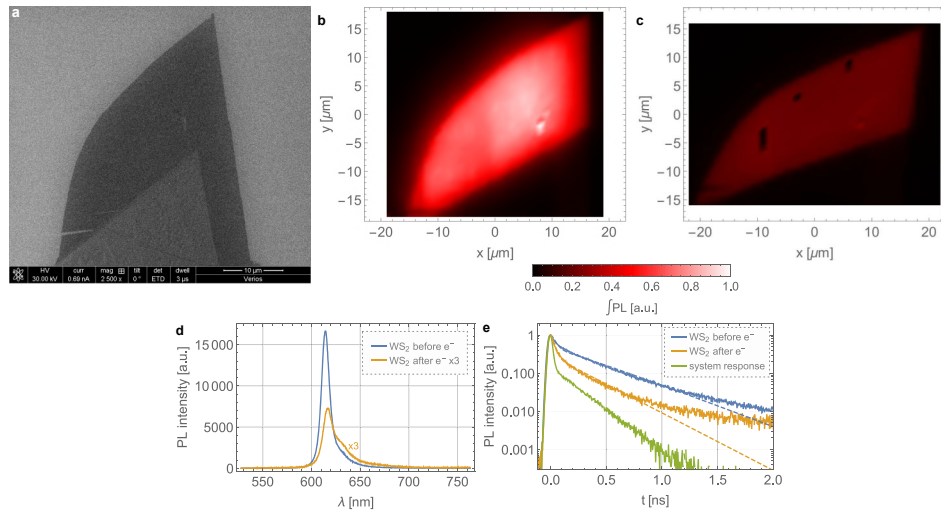 a
HV curr mag ⊞ tilt det dwell
30.00 kV 0.69 nA 2 500 x 0 ° ETD 3 µs
10 µm
Verios
b
15
10
5
0
−5
−10
−15
y [µm]
−20 −10 0 10 20
x [µm]
c
15
10
5
0
−5
−10
−15
y [µm]
−20 −10 0 10 20
x [µm]
0.0 0.2 0.4 0.6 0.8 1.0
∫PL [a.u.]
d
WS₂ before e⁻
WS₂ after e⁻ x3
x3
15 000
10 000
5000
0
PL intensity [a.u.]
550 600 650 700 750
λ [nm]
e
WS₂ before e⁻
WS₂ after e⁻
system response
1
0.100
0.010
0.001
PL intensity [a.u.]
0.0 0.5 1.0 1.5 2.0
t [ns]